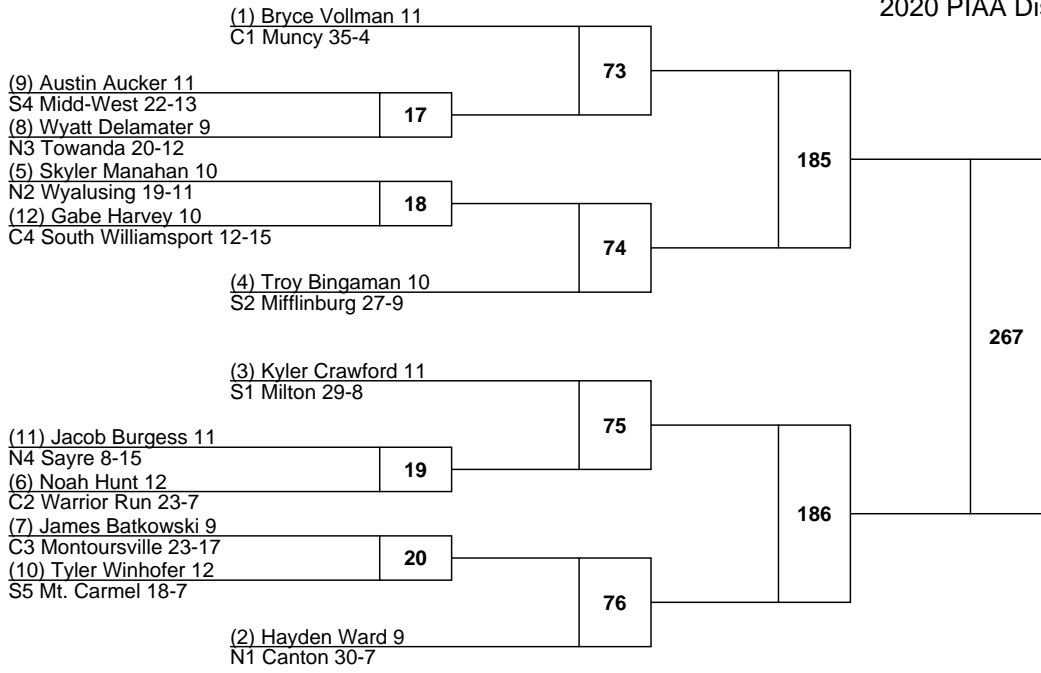 2020 PIAA
(1) Bryce Vollman 11
C1 Muncy 35-4
73
(9) Austin Aucker 11
S4 Midd-West 22-13
17
(8) Wyatt Delamater 9
N3 Towanda 20-12
185
(5) Skyler Manahan 10
N2 Wyalusing 19-11
18
(12) Gabe Harvey 10
C4 South Williamsport 12-15
74
(4) Troy Bingaman 10
S2 Mifflinburg 27-9
267
(3) Kyler Crawford 11
S1 Milton 29-8
75
(11) Jacob Burgess 11
N4 Sayre 8-15
19
(6) Noah Hunt 12
C2 Warrior Run 23-7
186
(7) James Batkowski 9
C3 Montoursville 23-17
20
(10) Tyler Winhofer 12
S5 Mt. Carmel 18-7
76
(2) Hayden Ward 9
N1 Canton 30-7